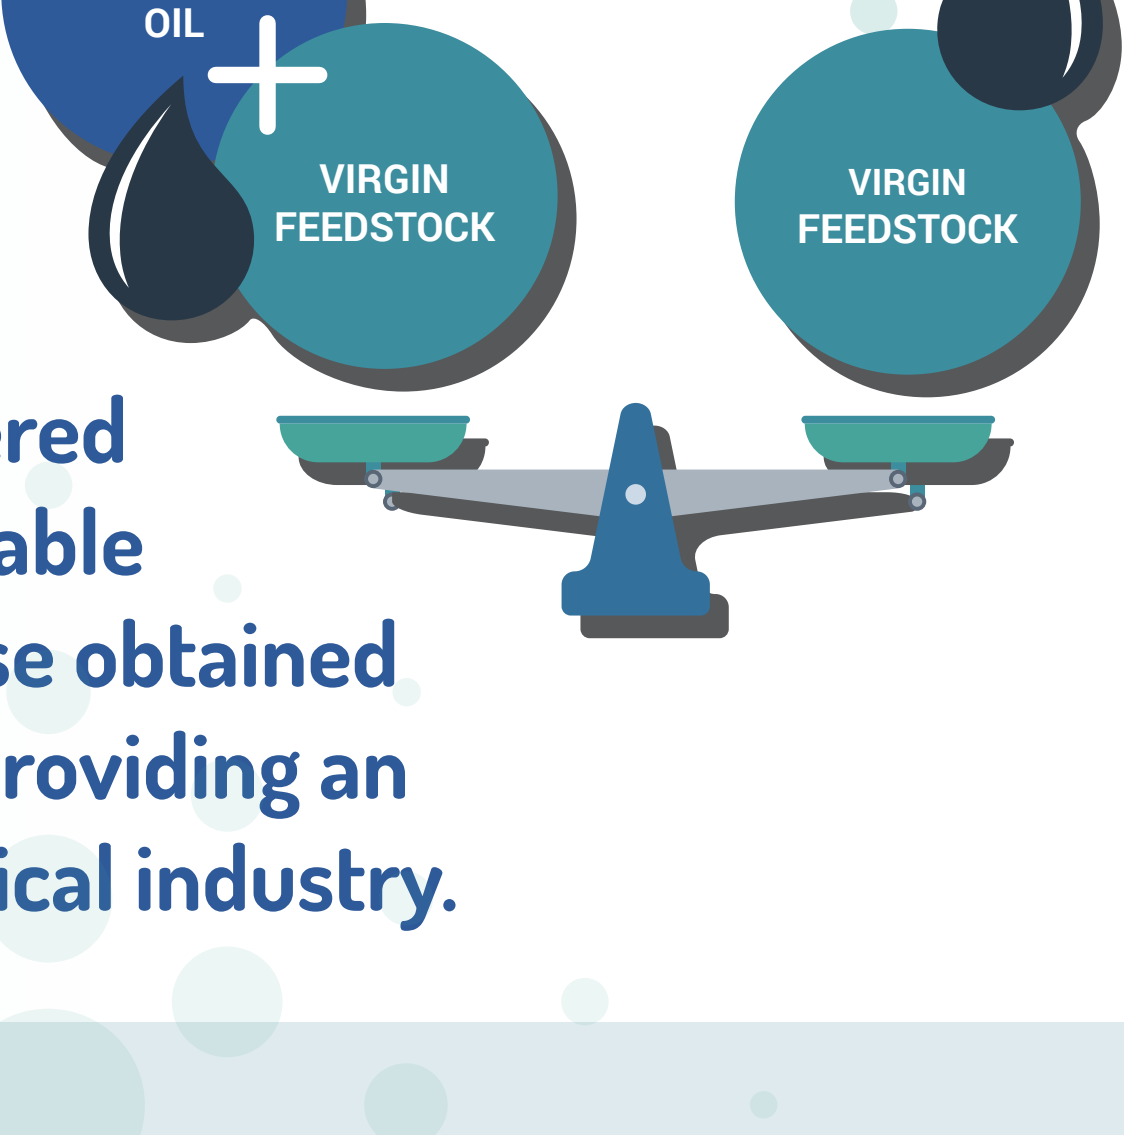 OIL
VIRGIN
FEEDSTOCK
VIRGIN
FEEDSTOCK
ered
able
se obtained
roviding an
ical industry.